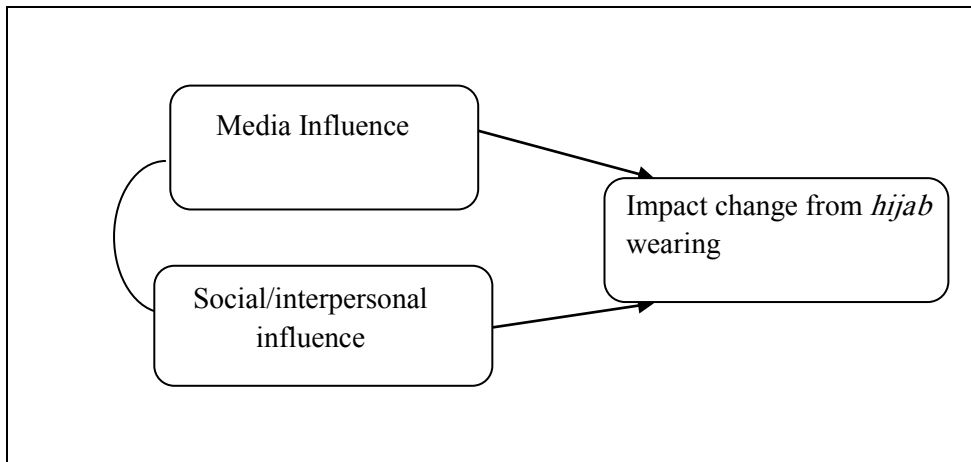 Media Influence
Impact change from hijab
wearing
Social/interpersonal
influence